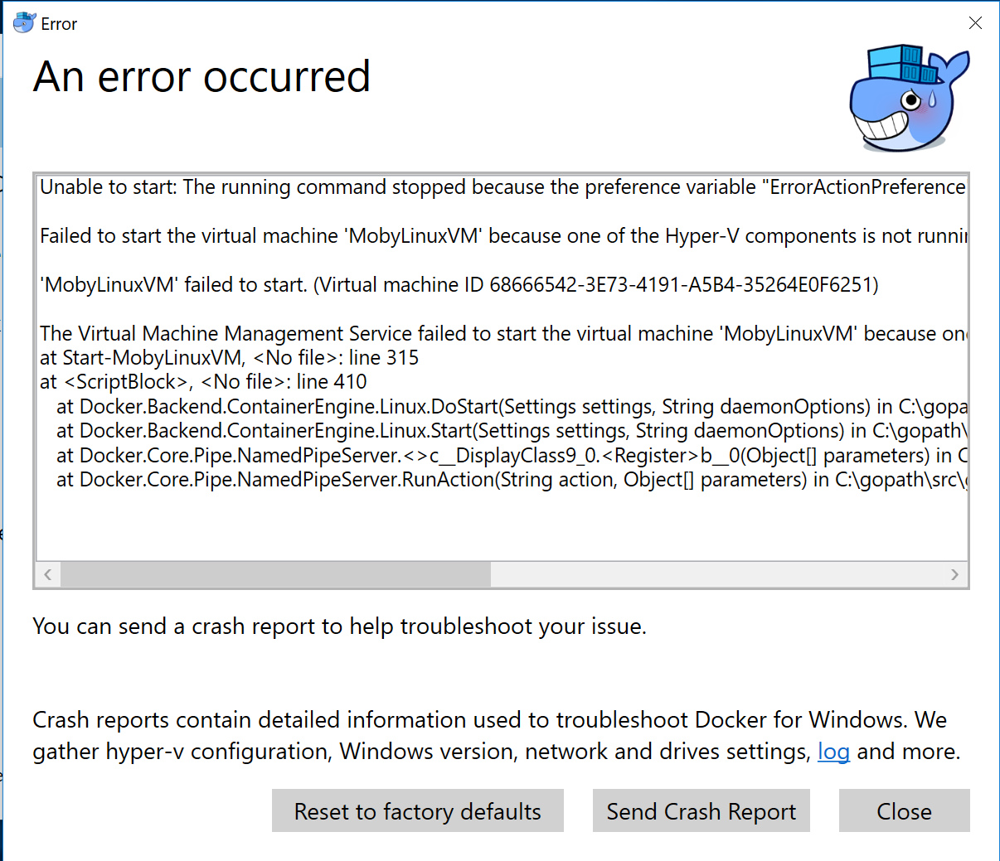 Error
An error occurred
Unable to start: The running command stopped because the preference variable "ErrorActionPreference
Failed to start the virtual machine 'MobyLinuxVM' because one of the Hyper-V components is not
'MobyLinuxVM' failed to start. (Virtual machine ID 68666542-3E73-4191-A5B4-35264E0F6251)
The Virtual Machine Management Service failed to start the virtual machine 'MobyLinuxVM' because
at Start-MobyLinuxVM, <No file>: line 315
at <ScriptBlock>, <No file>: line 410
at Docker.Backend.ContainerEngine.Linux.DoStart(Settings settings, String daemonOptions) in C:\gopa
at Docker.Backend.ContainerEngine.Linux.Start(Settings settings, String daemonOptions) in C:\gopath\
at Docker.Core.Pipe.NamedPipeServer.<>c__DisplayClass9_0.<Register>b__0(Object[] parameters) in C
at Docker.Core.Pipe.NamedPipeServer.RunAction(String action, Object[] parameters) in C:\gopath\src\
You can send a crash report to help troubleshoot your issue.
Crash reports contain detailed information used to troubleshoot Docker for Windows. We
gather hyper-v configuration, Windows version, network and drives settings, log and more.
Reset to factory defaults
Send Crash Report
Close